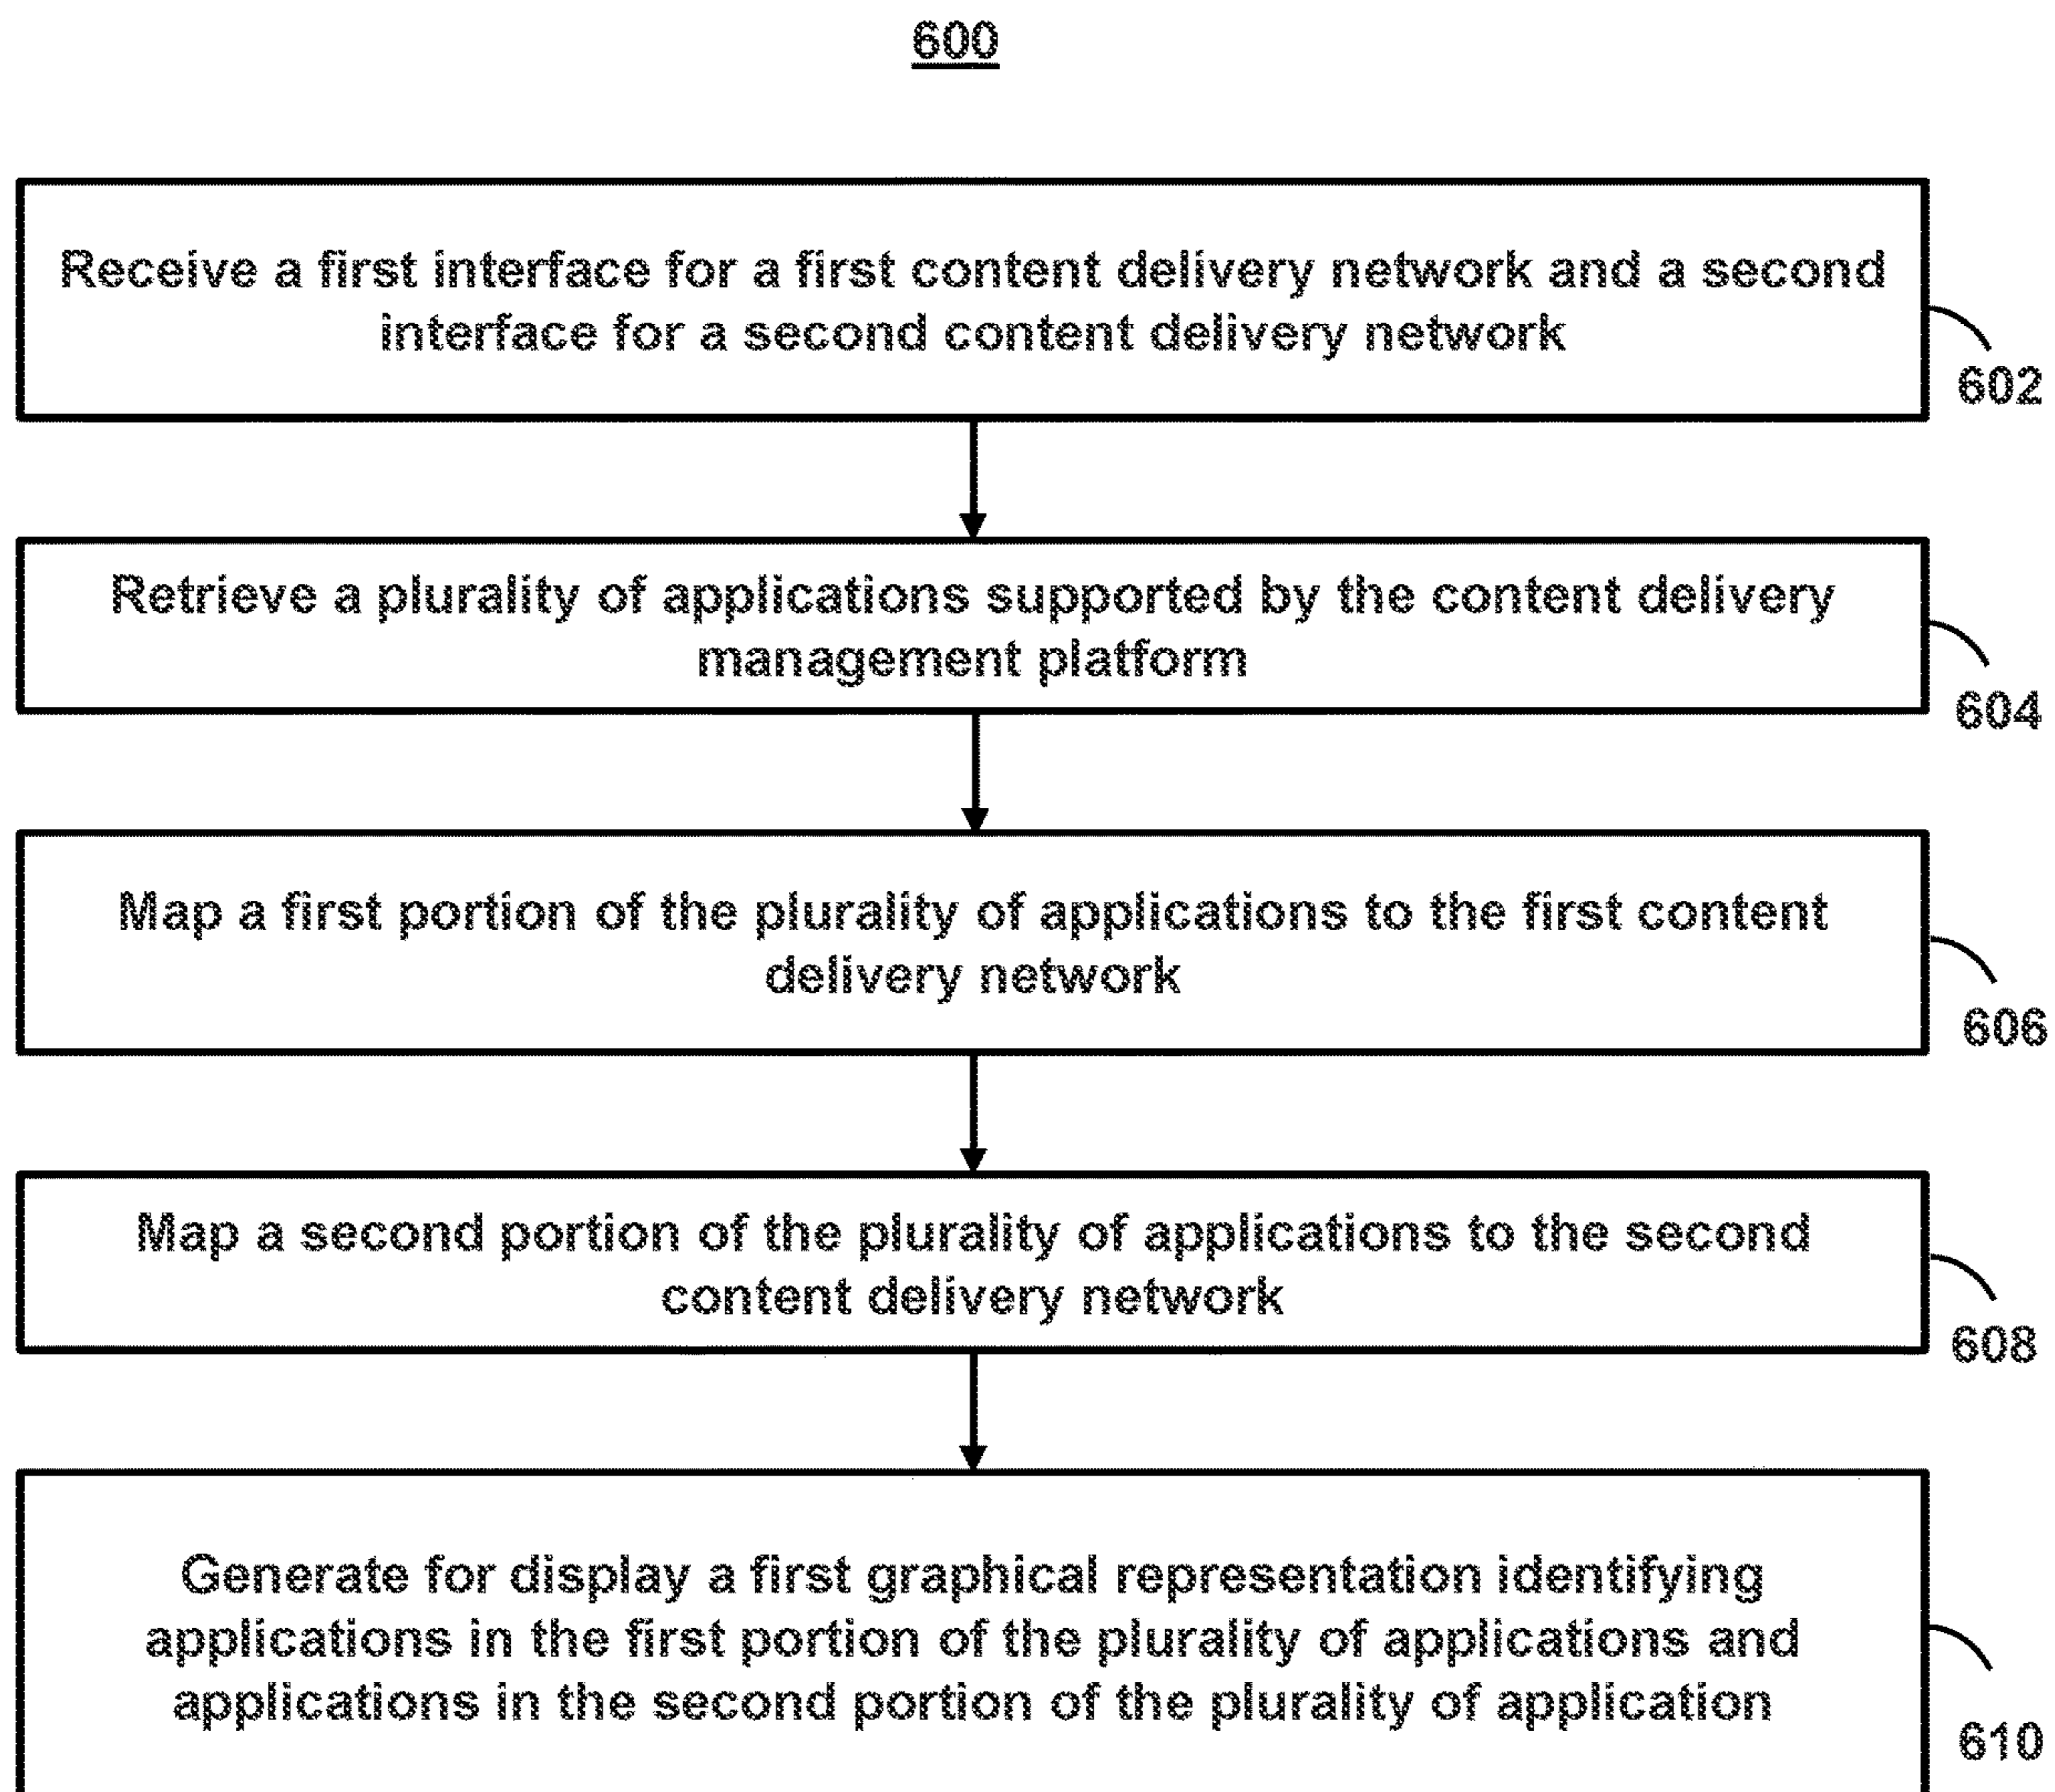 600
Receive a first interface for a first content delivery network and a second
interface for a second content delivery network
602
Retrieve a plurality of applications supported by the content delivery
management platform
604
Map a first portion of the plurality of applications to the first content
delivery network
606
Map a second portion of the plurality of applications to the second
content delivery network
608
Generate for display a first graphical representation identifying
applications in the first portion of the plurality of applications and
applications in the second portion of the plurality of application
610